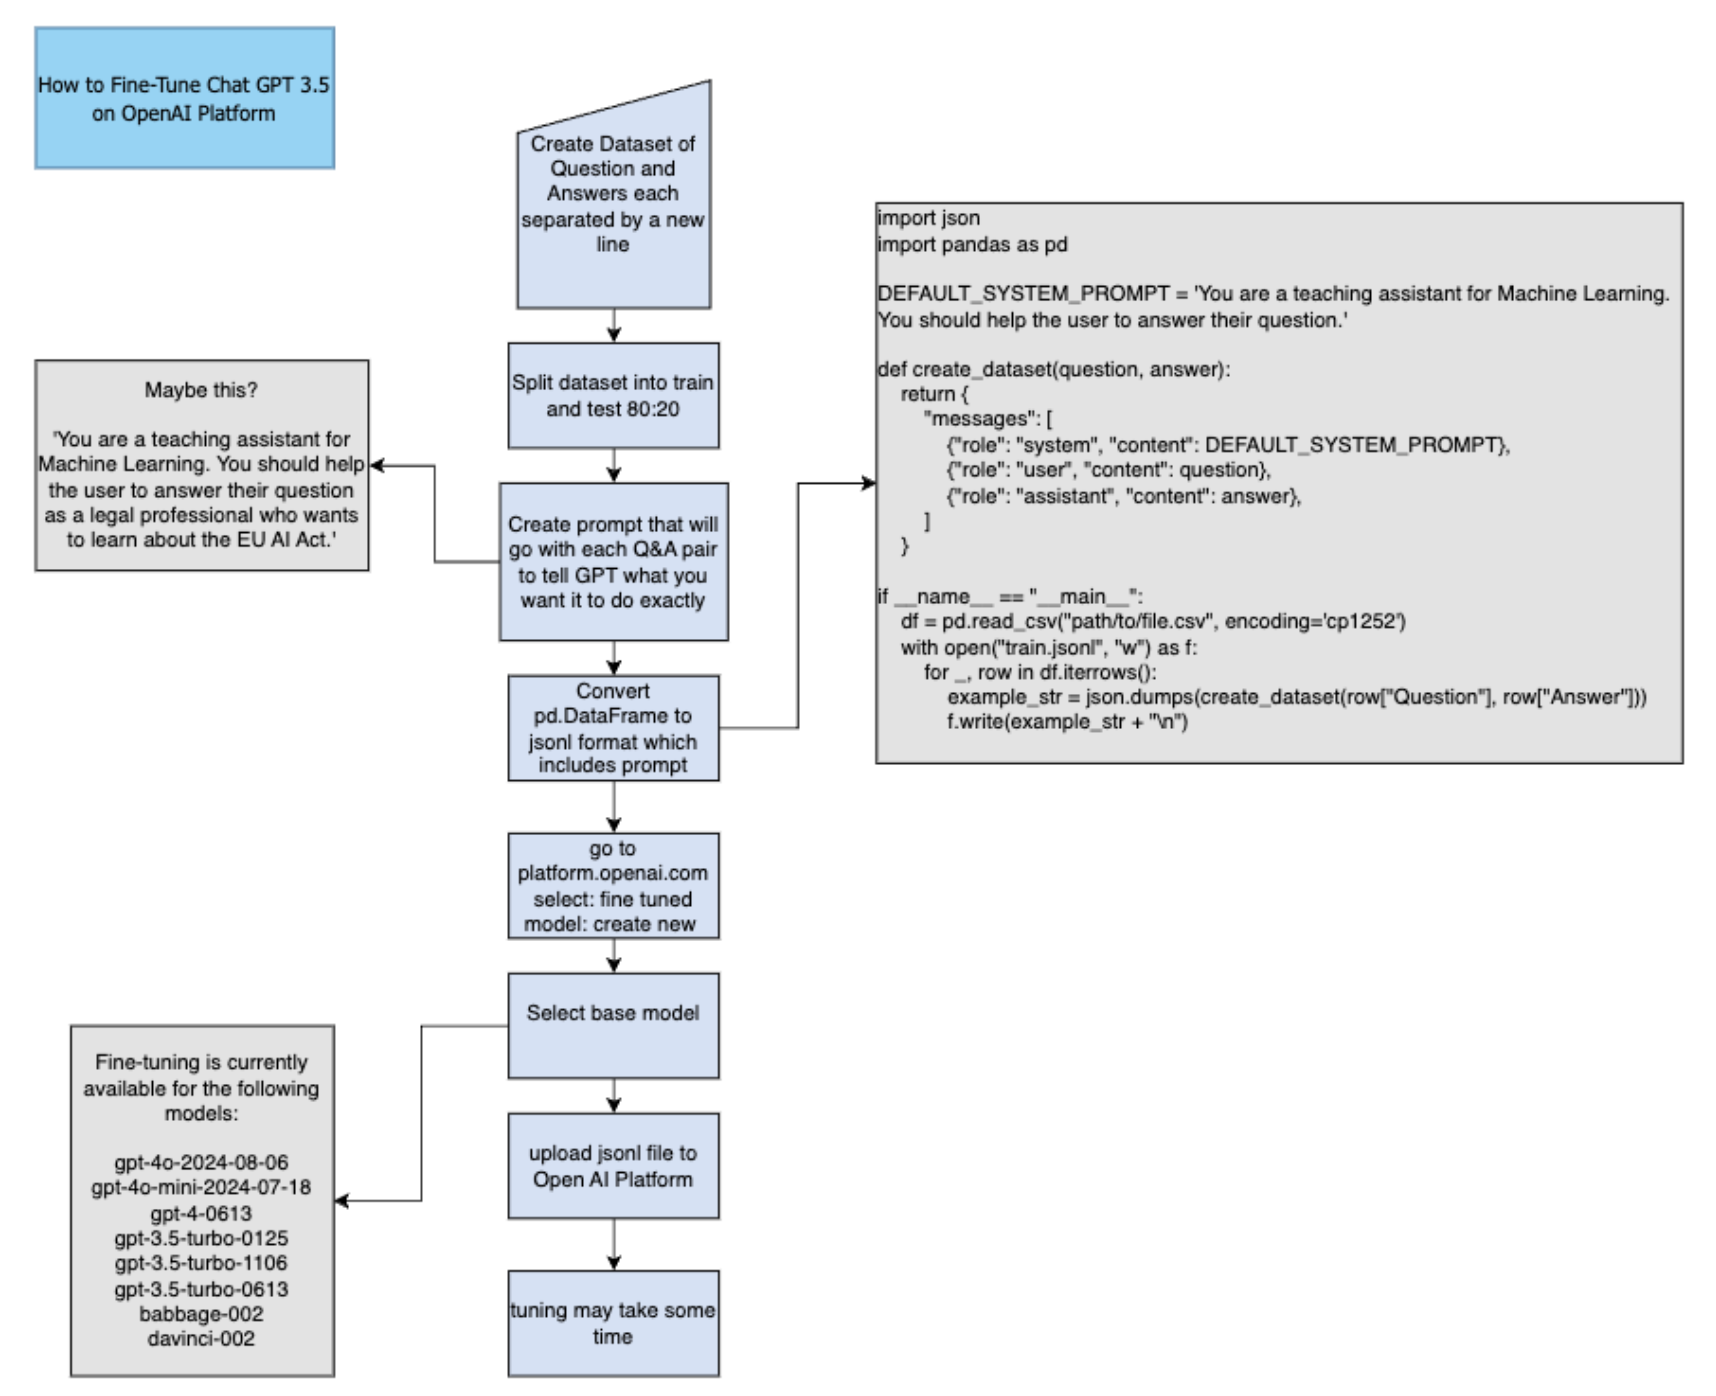 How to Fine-Tune Chat GPT 3.5
on OpenAI Platform
Create Dataset of
Question and
Answers each
separated by a new
line
Split dataset into train
and test 80:20
Maybe this?
'You are a teaching assistant for
Machine Learning. You should help
the user to answer their question
as a legal professional who wants
to learn about the EU AI Act.'
Create prompt that will
go with each Q&A pair
to tell GPT what you
want it to do exactly
Convert
pd.DataFrame to
jsonl format which
includes prompt
import json
import pandas as pd
DEFAULT_SYSTEM_PROMPT = 'You are a teaching assistant for Machine Learning.
You should help the user to answer their question.'
def create_dataset(question, answer):
    return {
        "messages": [
            {"role": "system", "content": DEFAULT_SYSTEM_PROMPT},
            {"role": "user", "content": question},
            {"role": "assistant", "content": answer},
        ]
    }
if __name__ == "__main__":
    df = pd.read_csv("path/to/file.csv", encoding='cp1252')
    with open("train.jsonl", "w") as f:
        for _, row in df.iterrows():
            example_str = json.dumps(create_dataset(row["Question"], row["Answer"]))
            f.write(example_str + "\n")
go to
platform.openai.com
select: fine tuned
model: create new
Select base model
Fine-tuning is currently
available for the following
models:
gpt-4o-2024-08-06
gpt-4o-mini-2024-07-18
gpt-4-0613
gpt-3.5-turbo-0125
gpt-3.5-turbo-1106
gpt-3.5-turbo-0613
babbage-002
davinci-002
upload jsonl file to
Open AI Platform
tuning may take some
time